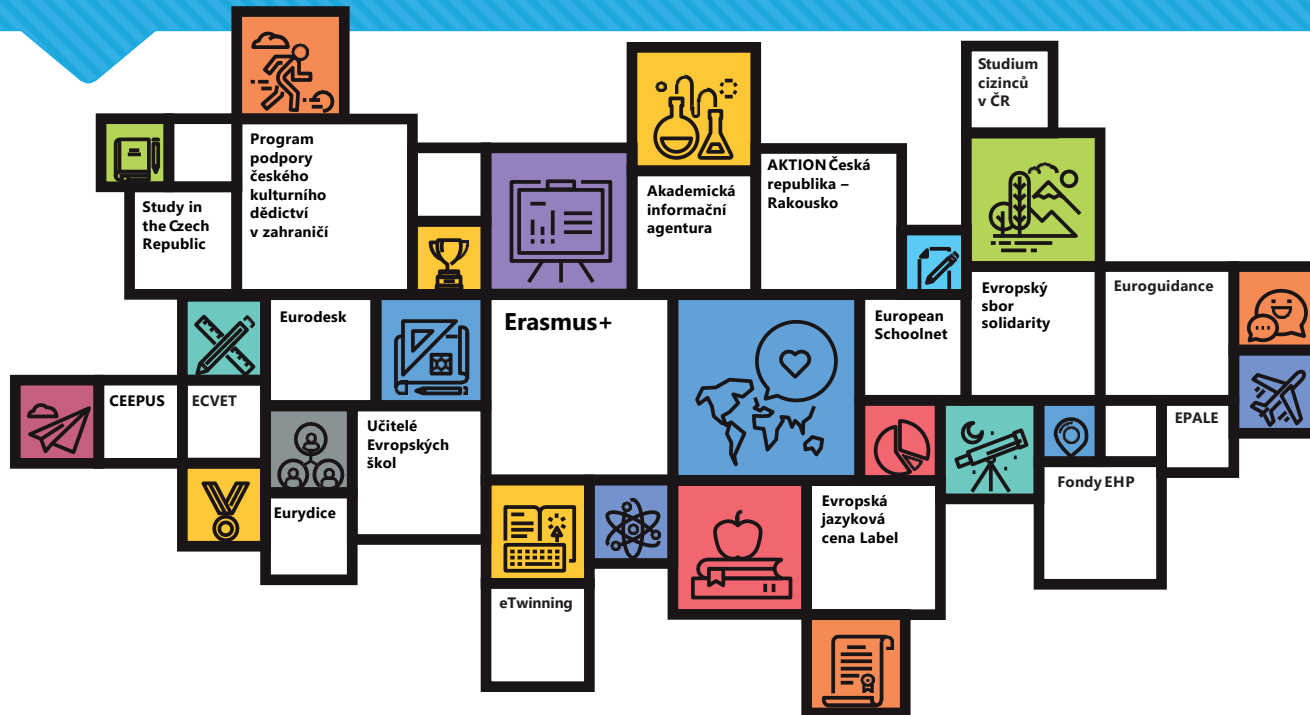 Studium
cizinců
v ČR
Program
podpory
českého
kulturního
dědictví
v zahraničí
AKTION Česká
republika –
Rakousko
Akademická
informační
agentura
Study in
the Czech
Republic
Evropský
sbor
solidarity
Euroguidance
Eurodesk
Erasmus+
European
Schoolnet
CEEPUS
ECVET
Učitelé
Evropských
škol
EPALE
Fondy EHP
Eurydice
Evropská
jazyková
cena Label
eTwinning